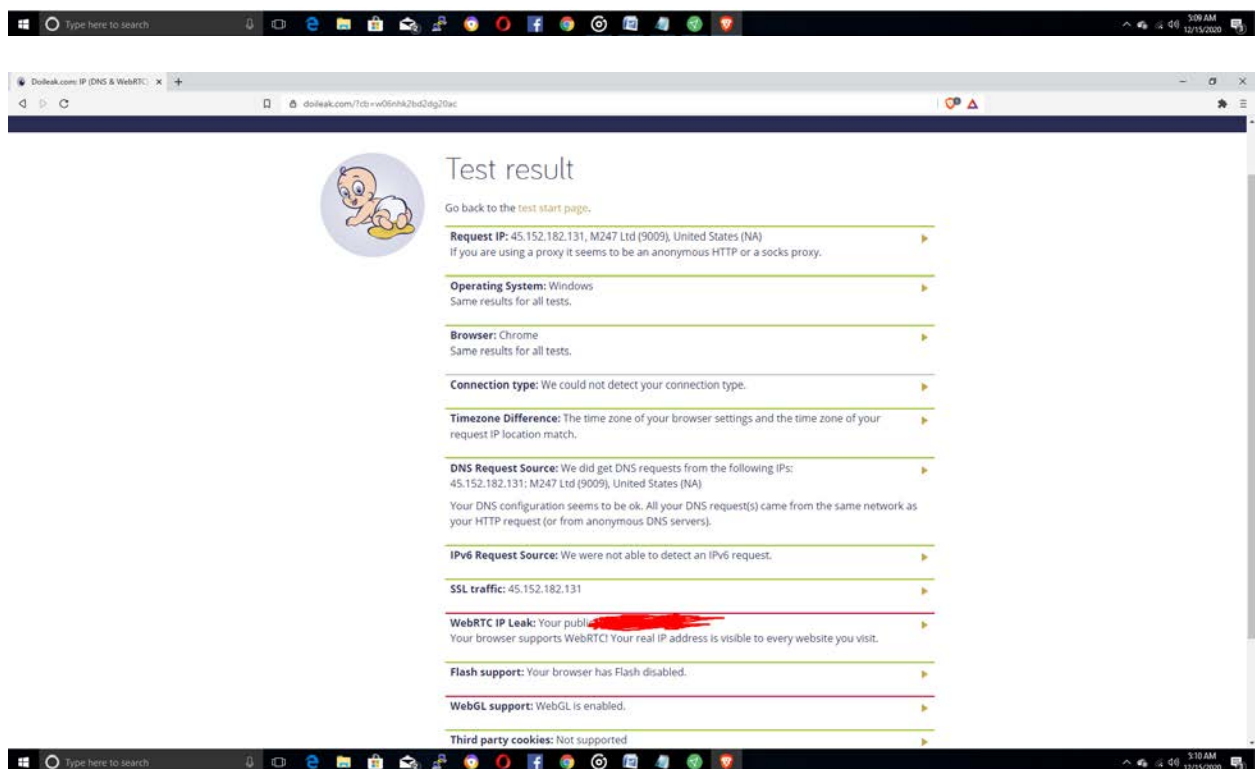 Type here to search
3:09 AM
12/15/2020
Doileak.com: IP (DNS & WebRTC)
doileak.com/?cb=w06nhk2bd2dg20ac
Test result
Go back to the test start page.
Request IP: 45.152.182.131, M247 Ltd (9009), United States (NA)
If you are using a proxy it seems to be an anonymous HTTP or a socks proxy.
Operating System: Windows
Same results for all tests.
Browser: Chrome
Same results for all tests.
Connection type: We could not detect your connection type.
Timezone Difference: The time zone of your browser settings and the time zone of your
request IP location match.
DNS Request Source: We did get DNS requests from the following IPs:
45.152.182.131: M247 Ltd (9009), United States (NA)
Your DNS configuration seems to be ok. All your DNS request(s) came from the same network as
your HTTP request (or from anonymous DNS servers).
IPv6 Request Source: We were not able to detect an IPv6 request.
SSL traffic: 45.152.182.131
WebRTC IP Leak: Your publi
Your browser supports WebRTC! Your real IP address is visible to every website you visit.
Flash support: Your browser has Flash disabled.
WebGL support: WebGL is enabled.
Third party cookies: Not supported
Type here to search
3:10 AM
12/15/2020